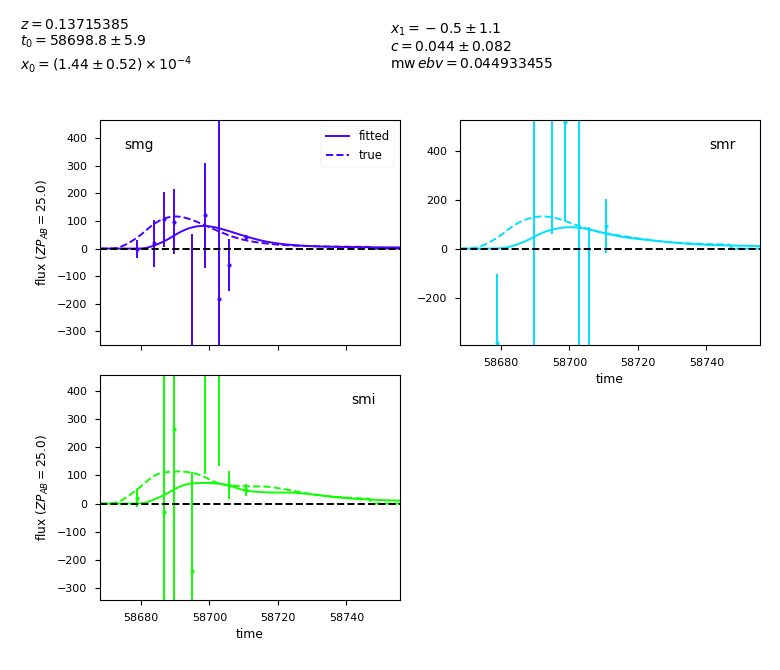 z = 0.13715385
t₀ = 58698.8 ± 5.9
x₀ = (1.44 ± 0.52) × 10⁻⁴
x₁ = −0.5 ± 1.1
c = 0.044 ± 0.082
mw ebv = 0.044933455
400
300
200
100
0
−100
−200
−300
flux (ZP_AB = 25.0)
smg
fitted
true
400
200
0
−200
smr
58680
58700
58720
58740
time
400
300
200
100
0
−100
−200
−300
flux (ZP_AB = 25.0)
smi
58680
58700
58720
58740
time